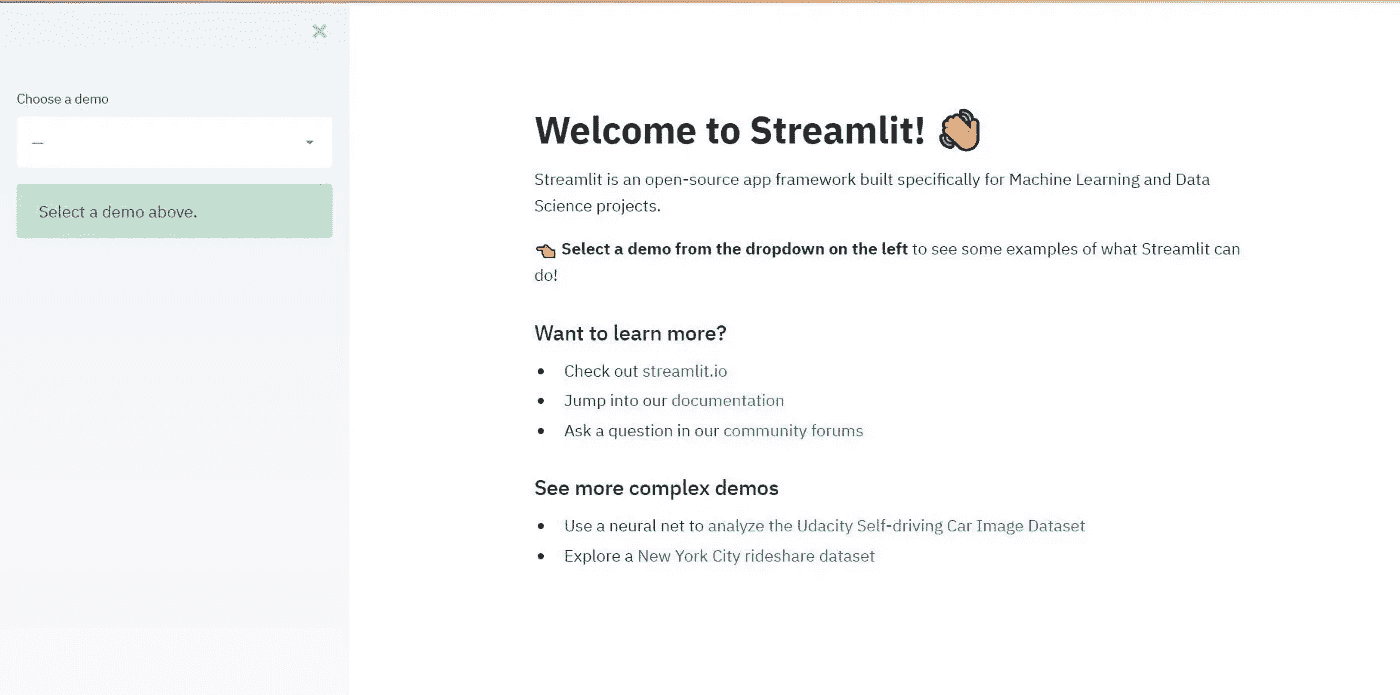 Choose a demo
—
Select a demo above.
Welcome to Streamlit!
Streamlit is an open-source app framework built specifically for Machine Learning and Data
Science projects.
Select a demo from the dropdown on the left to see some examples of what Streamlit can
do!
Want to learn more?
Check out streamlit.io
Jump into our documentation
Ask a question in our community forums
See more complex demos
Use a neural net to analyze the Udacity Self-driving Car Image Dataset
Explore a New York City rideshare dataset